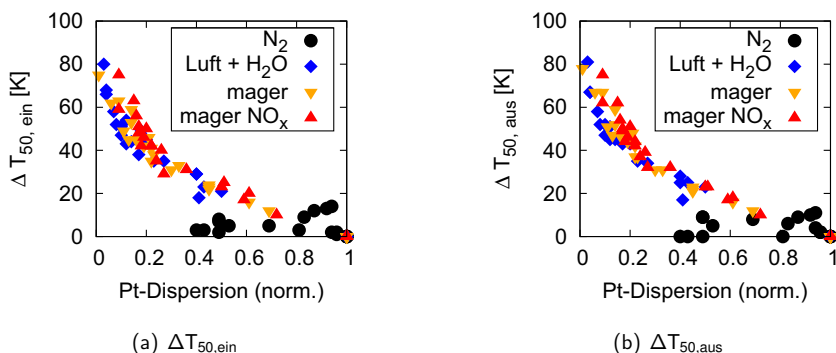 Δ T50, ein [K]
100
80
60
40
20
0
N2
Luft + H2O
mager
mager NOx
0 0.2 0.4 0.6 0.8 1
Pt-Dispersion (norm.)
(a) ΔT50,ein
Δ T50, aus [K]
100
80
60
40
20
0
N2
Luft + H2O
mager
mager NOx
0 0.2 0.4 0.6 0.8 1
Pt-Dispersion (norm.)
(b) ΔT50,aus